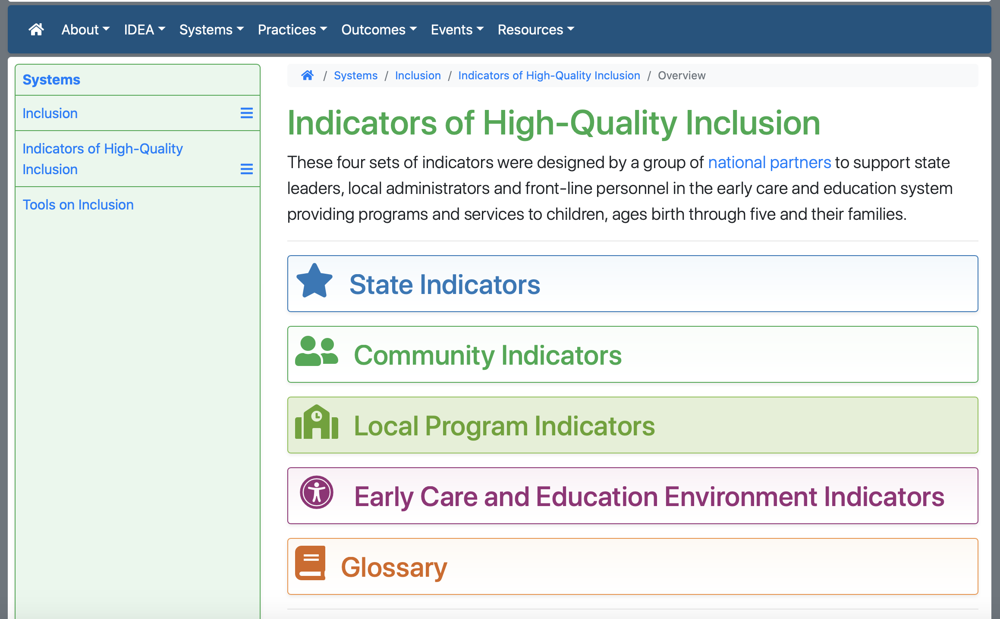 About IDEA Systems Practices Outcomes Events Resources
Systems
Inclusion
Indicators of High-Quality
Inclusion
Tools on Inclusion
/ Systems / Inclusion / Indicators of High-Quality Inclusion / Overview
Indicators of High-Quality Inclusion
These four sets of indicators were designed by a group of national partners to support state
leaders, local administrators and front-line personnel in the early care and education system
providing programs and services to children, ages birth through five and their families.
State Indicators
Community Indicators
Local Program Indicators
Early Care and Education Environment Indicators
Glossary